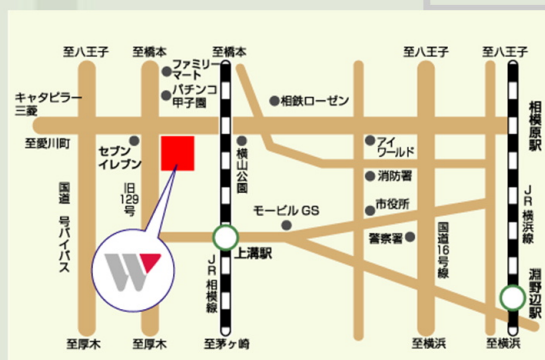 至八王子
至橋本
至橋本
至八王子
至八王子
ファミリー
マート
パチンコ
甲子園
相鉄ローゼン
キャタピラー
三菱
至愛川町
セブン
イレブン
横山公園
アイ
ワールド
消防署
市役所
警察署
モービル GS
上溝駅
相模原駅
JR横浜線
淵野辺駅
国道 号バイパス
旧129号
JR相模線
国道16号線
至厚木
至厚木
至茅ヶ崎
至横浜
至横浜